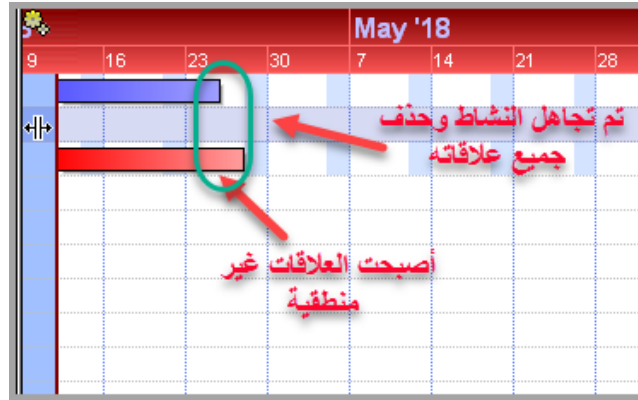 May '18
9 16 23 30 7 14 21 28
تم تجاهل النشاط وحذف
جميع علاقاته
أصبحت العلاقات غير
منطقية